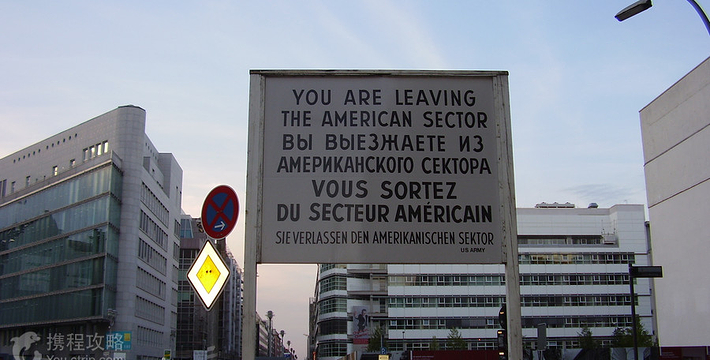 YOU ARE LEAVING
THE AMERICAN SECTOR
ВЫ ВЫЕЗЖАЕТЕ ИЗ
АМЕРИКАНСКОГО СЕКТОРА
VOUS SORTEZ
DU SECTEUR AMÉRICAIN
SIE VERLASSEN DEN AMERIKANISCHEN SEKTOR
US ARMY
携程攻略
You.ctrip.com